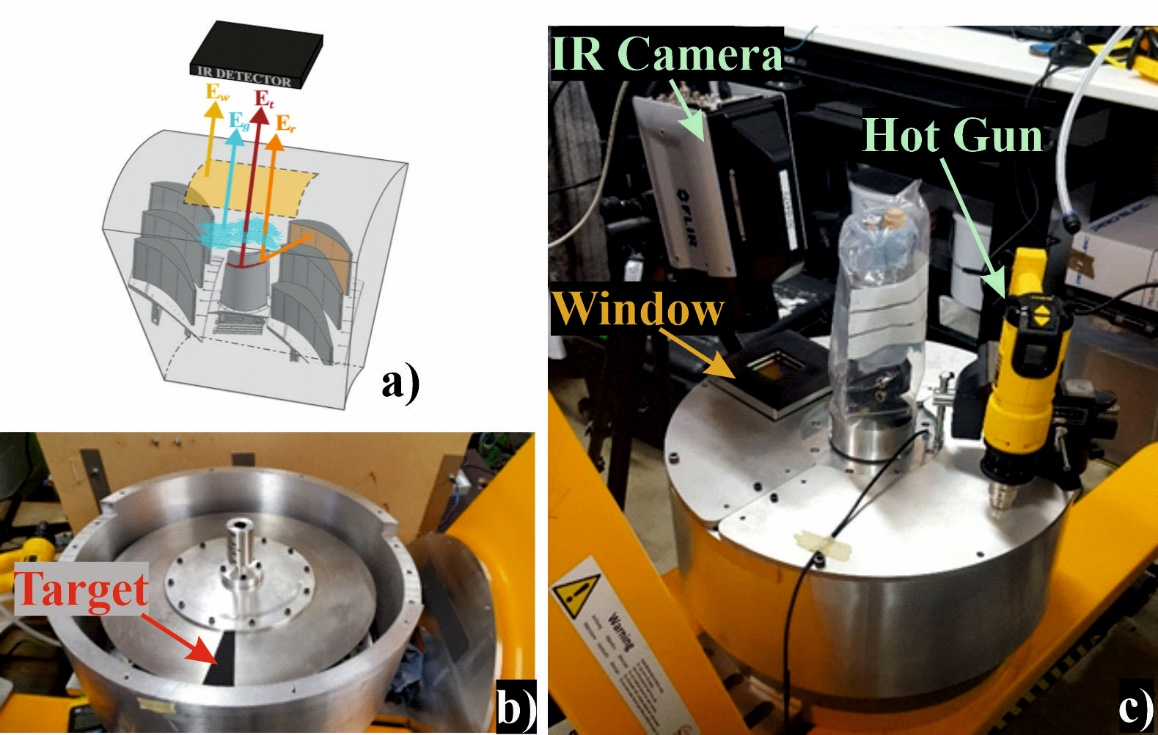 IR DETECTOR
Ew
Eg
Et
Er
a)
Target
b)
IR Camera
Hot Gun
FLIR
Window
Warning
c)